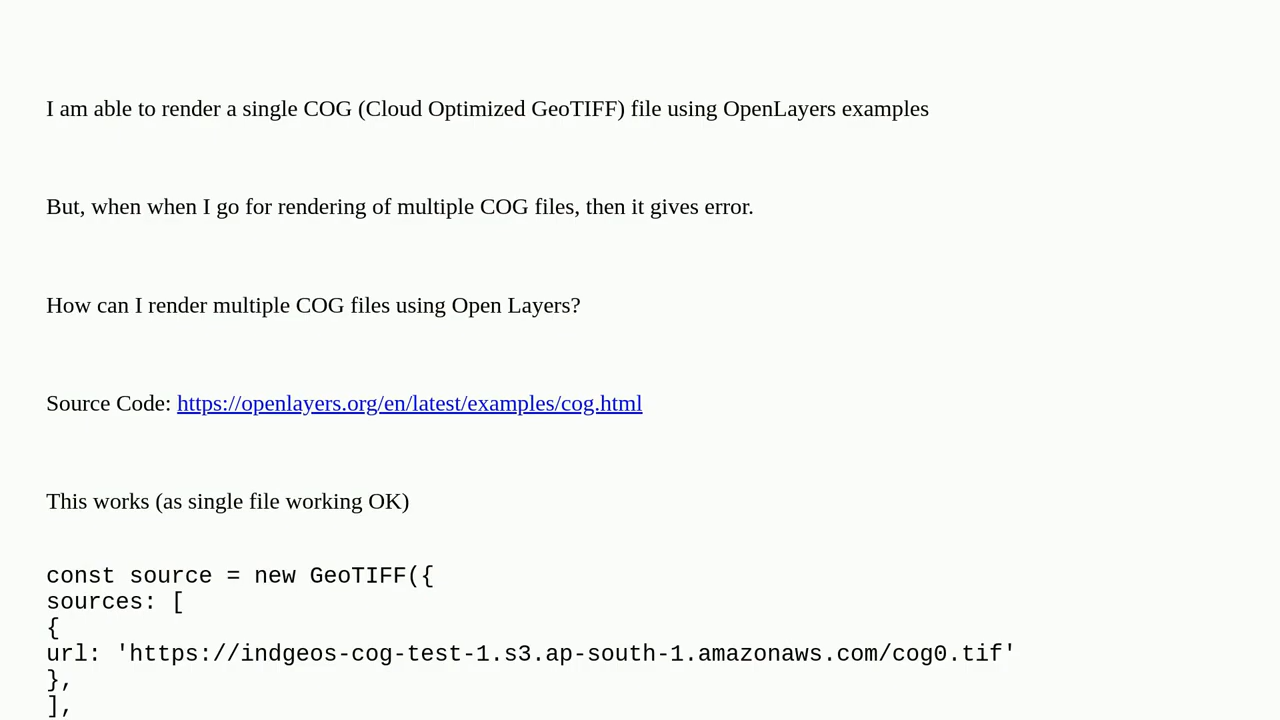 I am able to render a single COG (Cloud Optimized GeoTIFF) file using OpenLayers examples
But, when when I go for rendering of multiple COG files, then it gives error.
How can I render multiple COG files using Open Layers?
Source Code: https://openlayers.org/en/latest/examples/cog.html
This works (as single file working OK)
const source = new GeoTIFF({
sources: [
{
url: 'https://indgeos-cog-test-1.s3.ap-south-1.amazonaws.com/cog0.tif'
},
],